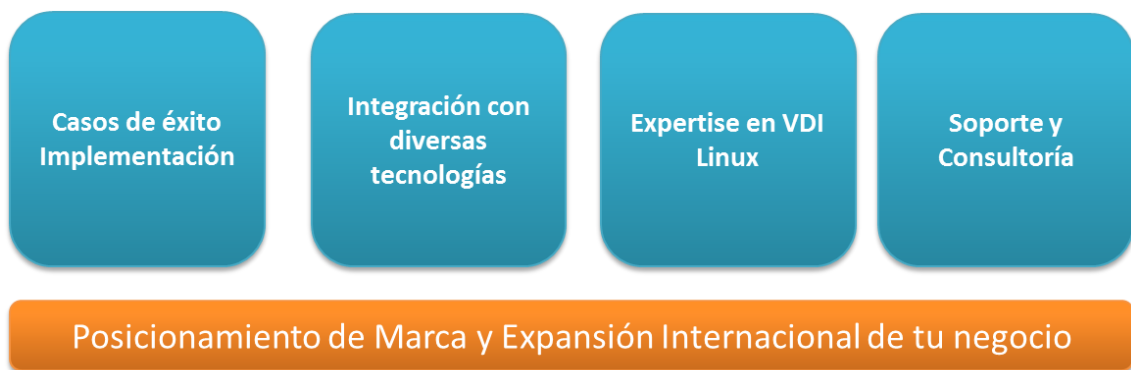 Casos de éxito
Implementación
Integración con
diversas
tecnologías
Expertise en VDI
Linux
Soporte y
Consultoría
Posicionamiento de Marca y Expansión Internacional de tu negocio